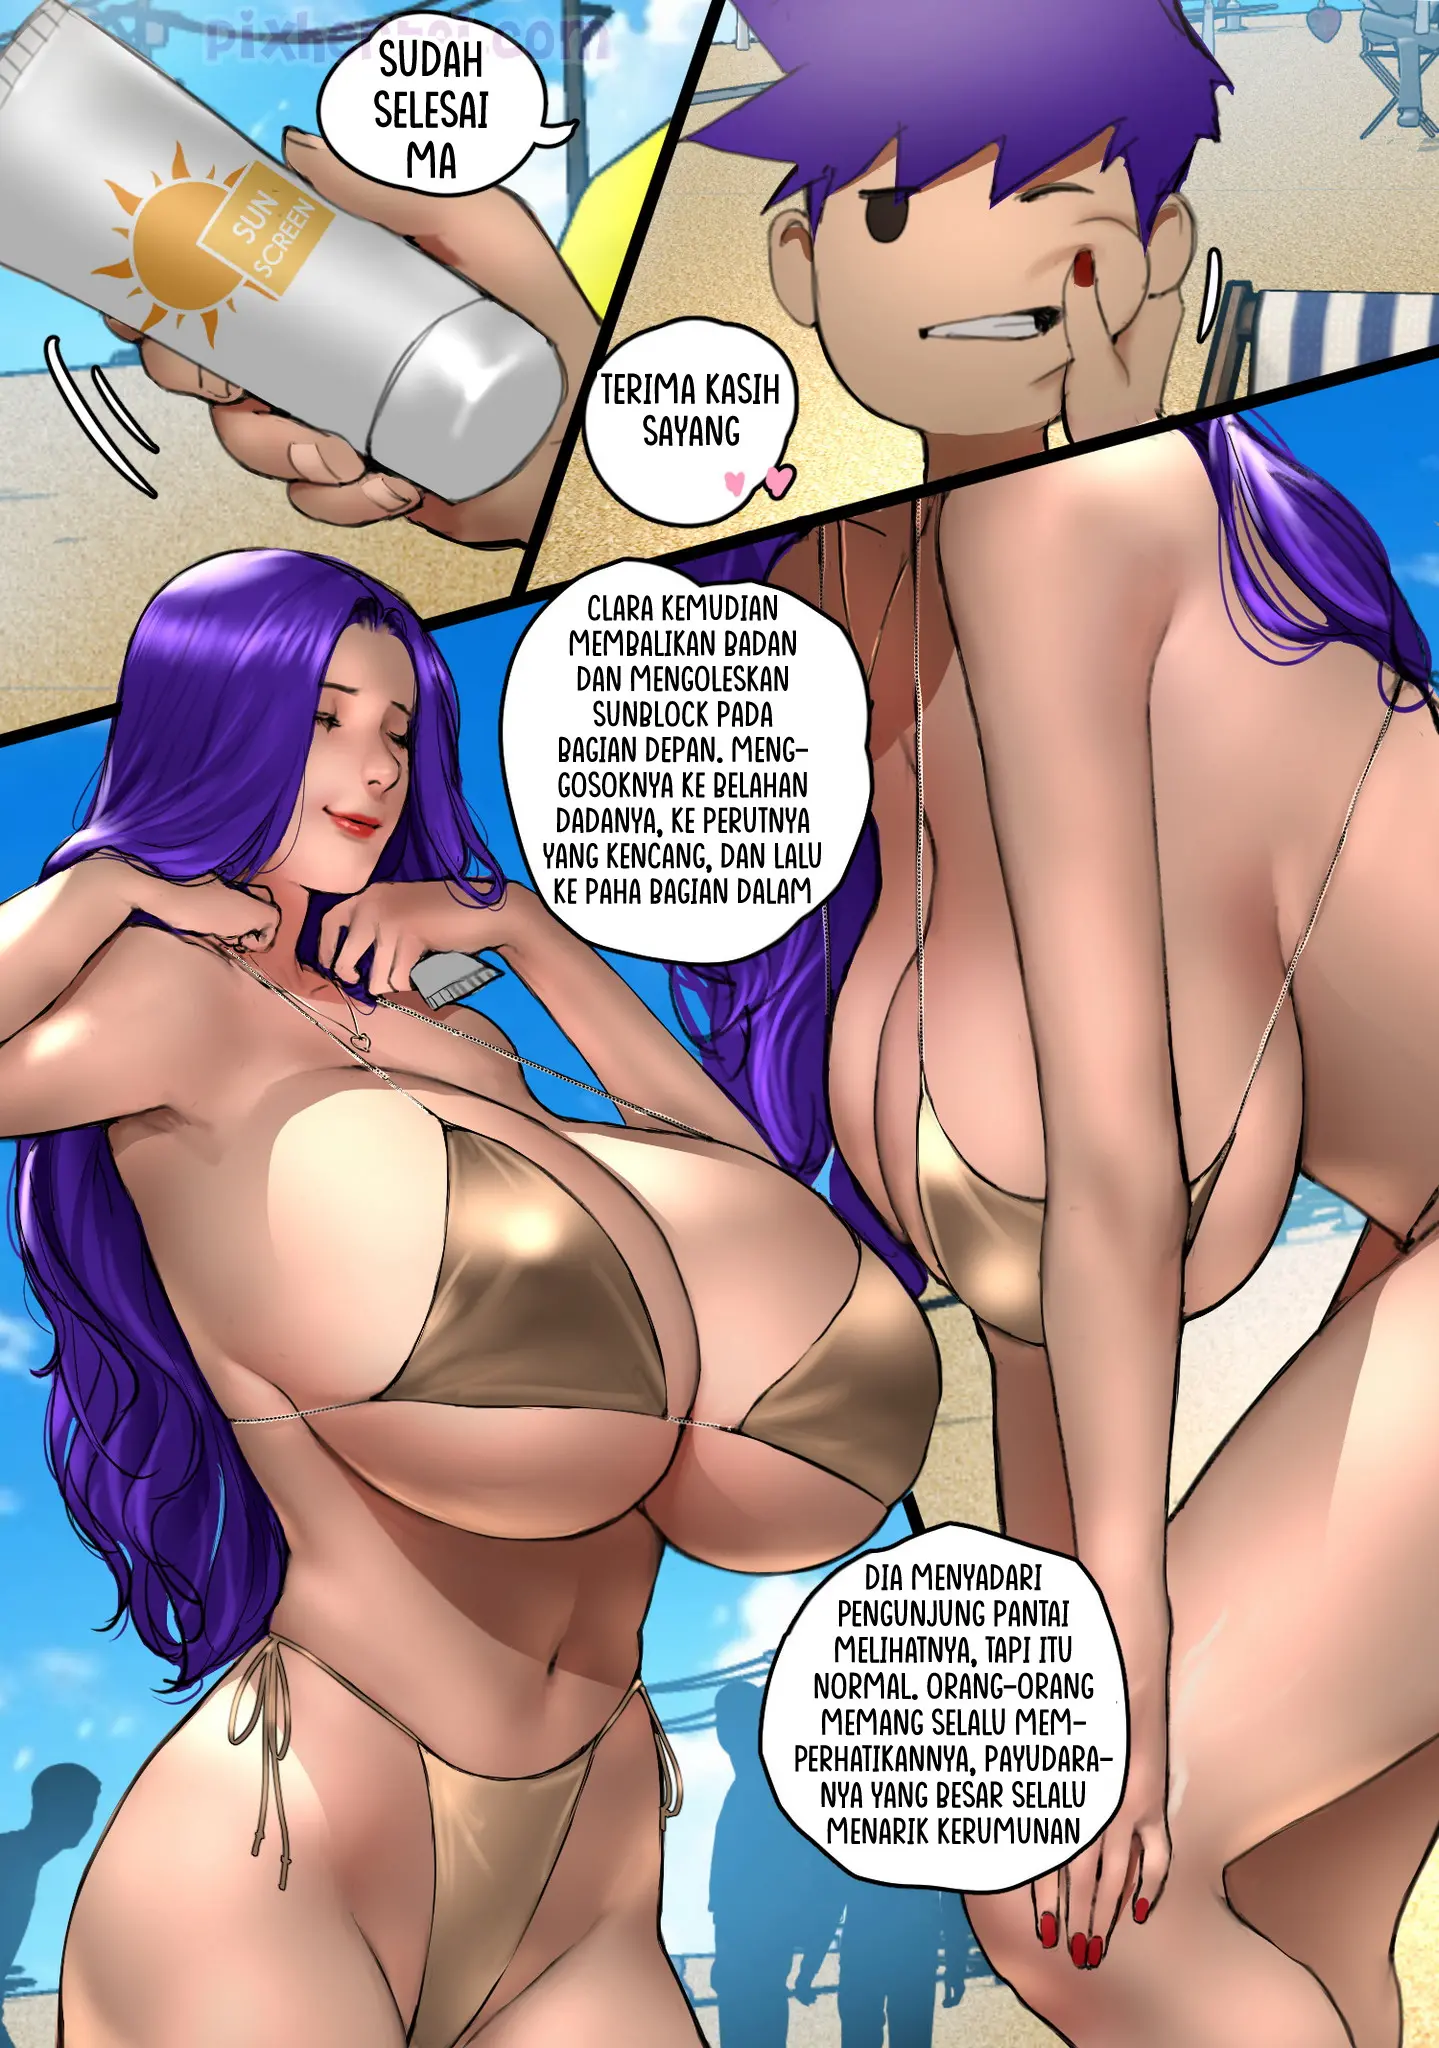 pixhentai.com
SUDAH
SELESAI
MA
SUN
SCREEN
TERIMA KASIH
SAYANG
CLARA KEMUDIAN
MEMBALIKAN BADAN
DAN MENGOLESKAN
SUNBLOCK PADA
BAGIAN DEPAN. MENG-
GOSOKNYA KE BELAHAN
DADANYA, KE PERUTNYA
YANG KENCANG, DAN LALU
KE PAHA BAGIAN DALAM
DIA MENYADARI
PENGUNJUNG PANTAI
MELIHATNYA, TAPI ITU
NORMAL. ORANG-ORANG
MEMANG SELALU MEM-
PERHATIKANNYA, PAYUDARA-
NYA YANG BESAR SELALU
MENARIK KERUMUNAN